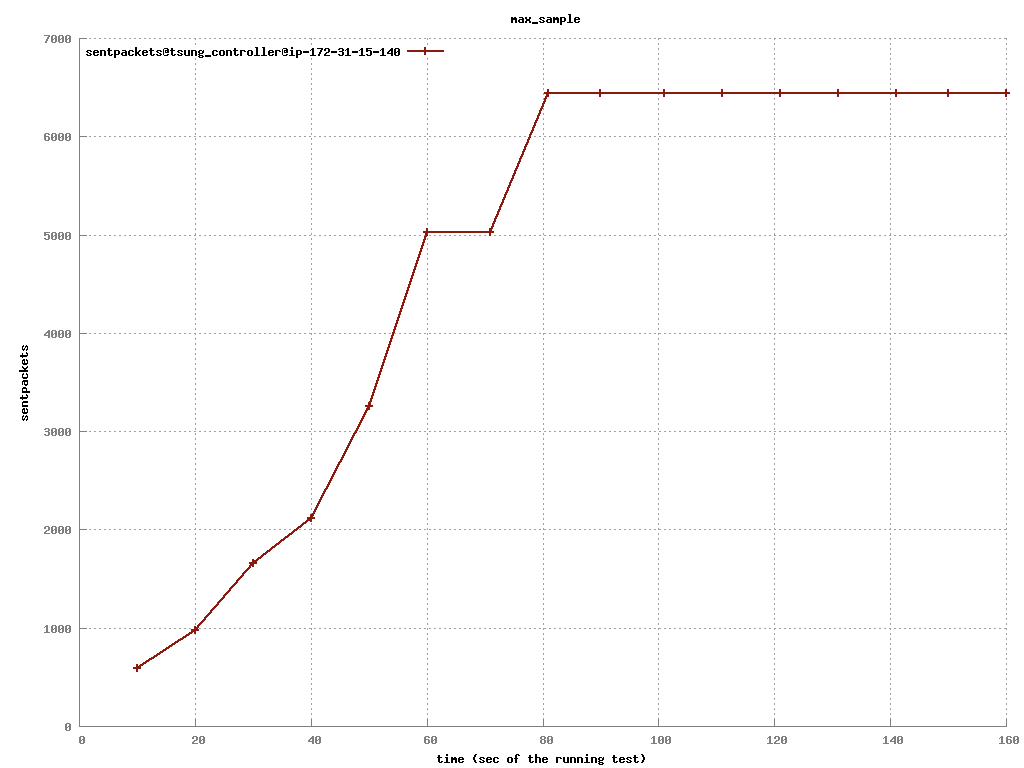 max_sample
7000
sentpackets@tsung_controller@ip-172-31-15-140
6000
5000
4000
sentpackets
3000
2000
1000
0
0 20 40 60 80 100 120 140 160
time (sec of the running test)